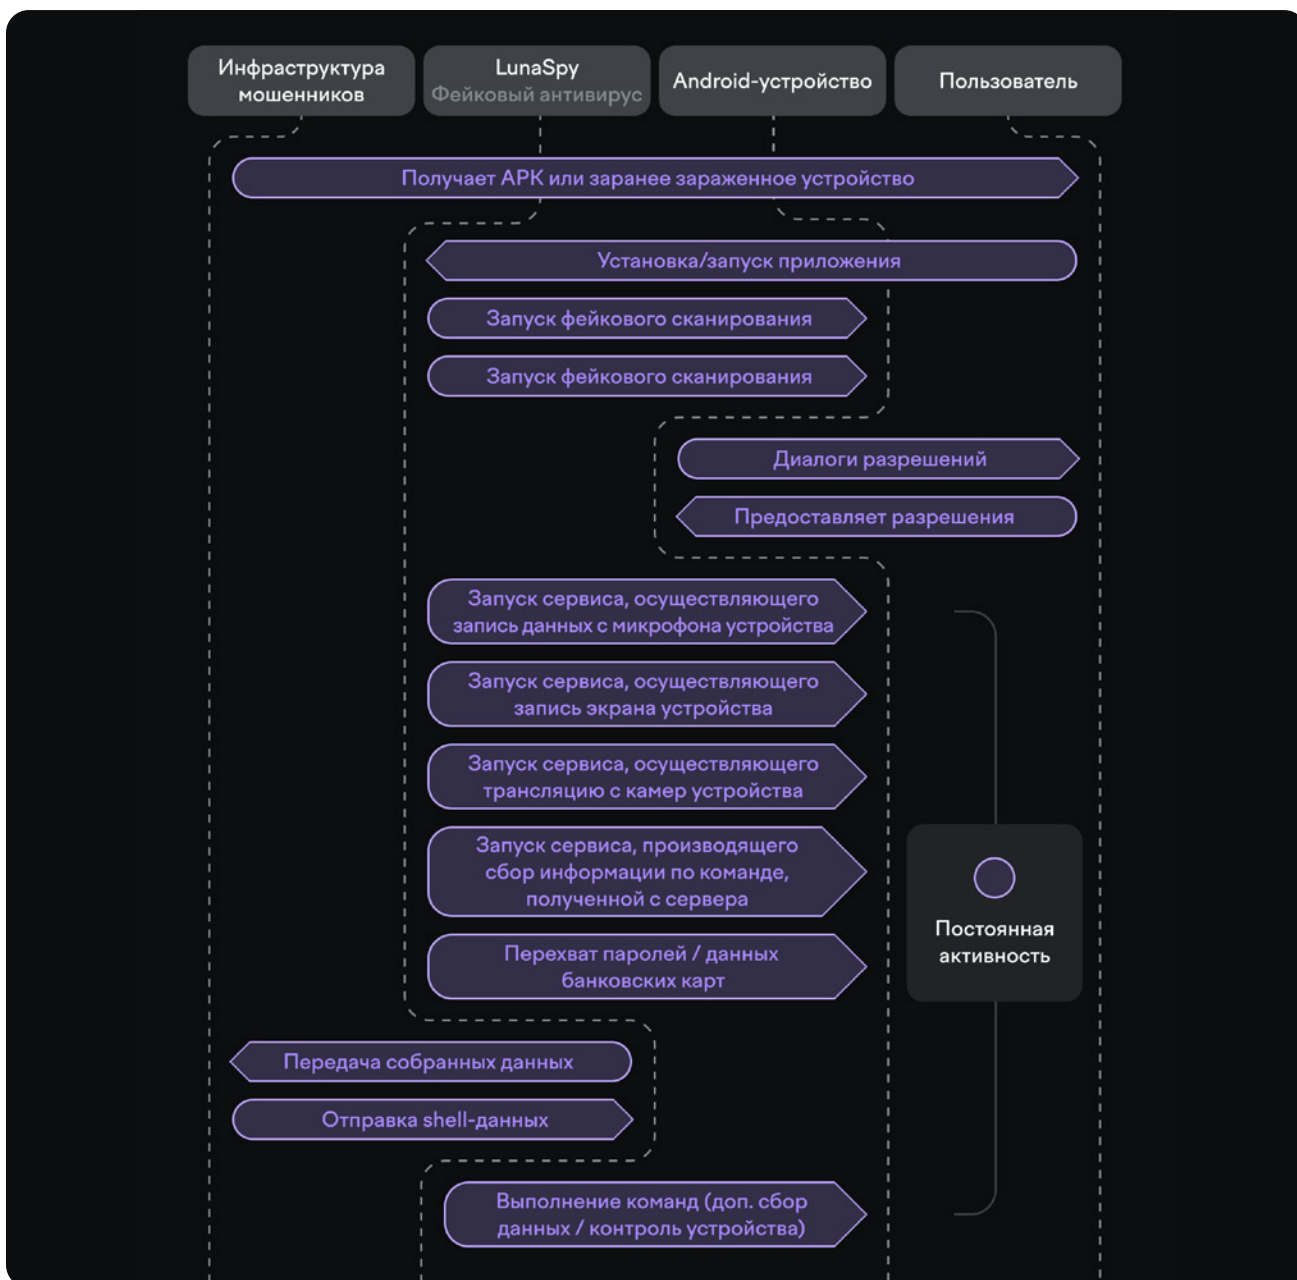 Инфраструктура
мошенников
LunaSpy
Фейковый антивирус
Android-устройство
Пользователь
Получает APK или заранее зараженное устройство
Установка/запуск приложения
Запуск фейкового сканирования
Запуск фейкового сканирования
Диалоги разрешений
Предоставляет разрешения
Запуск сервиса, осуществляющего
запись данных с микрофона устройства
Запуск сервиса, осуществляющего
запись экрана устройства
Запуск сервиса, осуществляющего
трансляцию с камер устройства
Запуск сервиса, производящего
сбор информации по команде,
полученной с сервера
Постоянная
активность
Перехват паролей / данных
банковских карт
Передача собранных данных
Отправка shell-данных
Выполнение команд (доп. сбор
данных / контроль устройства)